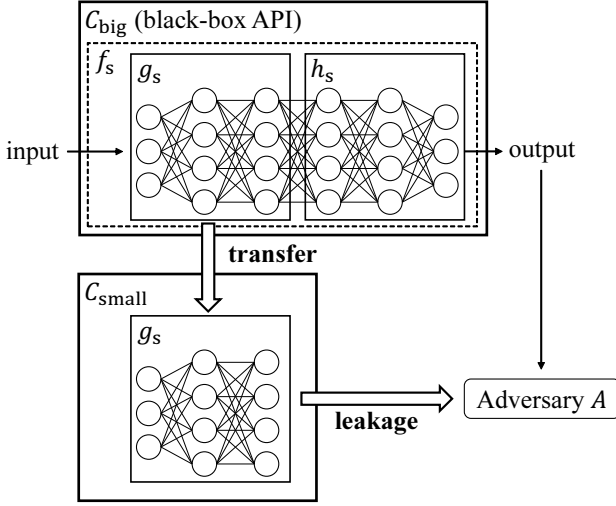 C_big (black-box API)
f_s
g_s
h_s
input
output
transfer
C_small
g_s
leakage
Adversary A